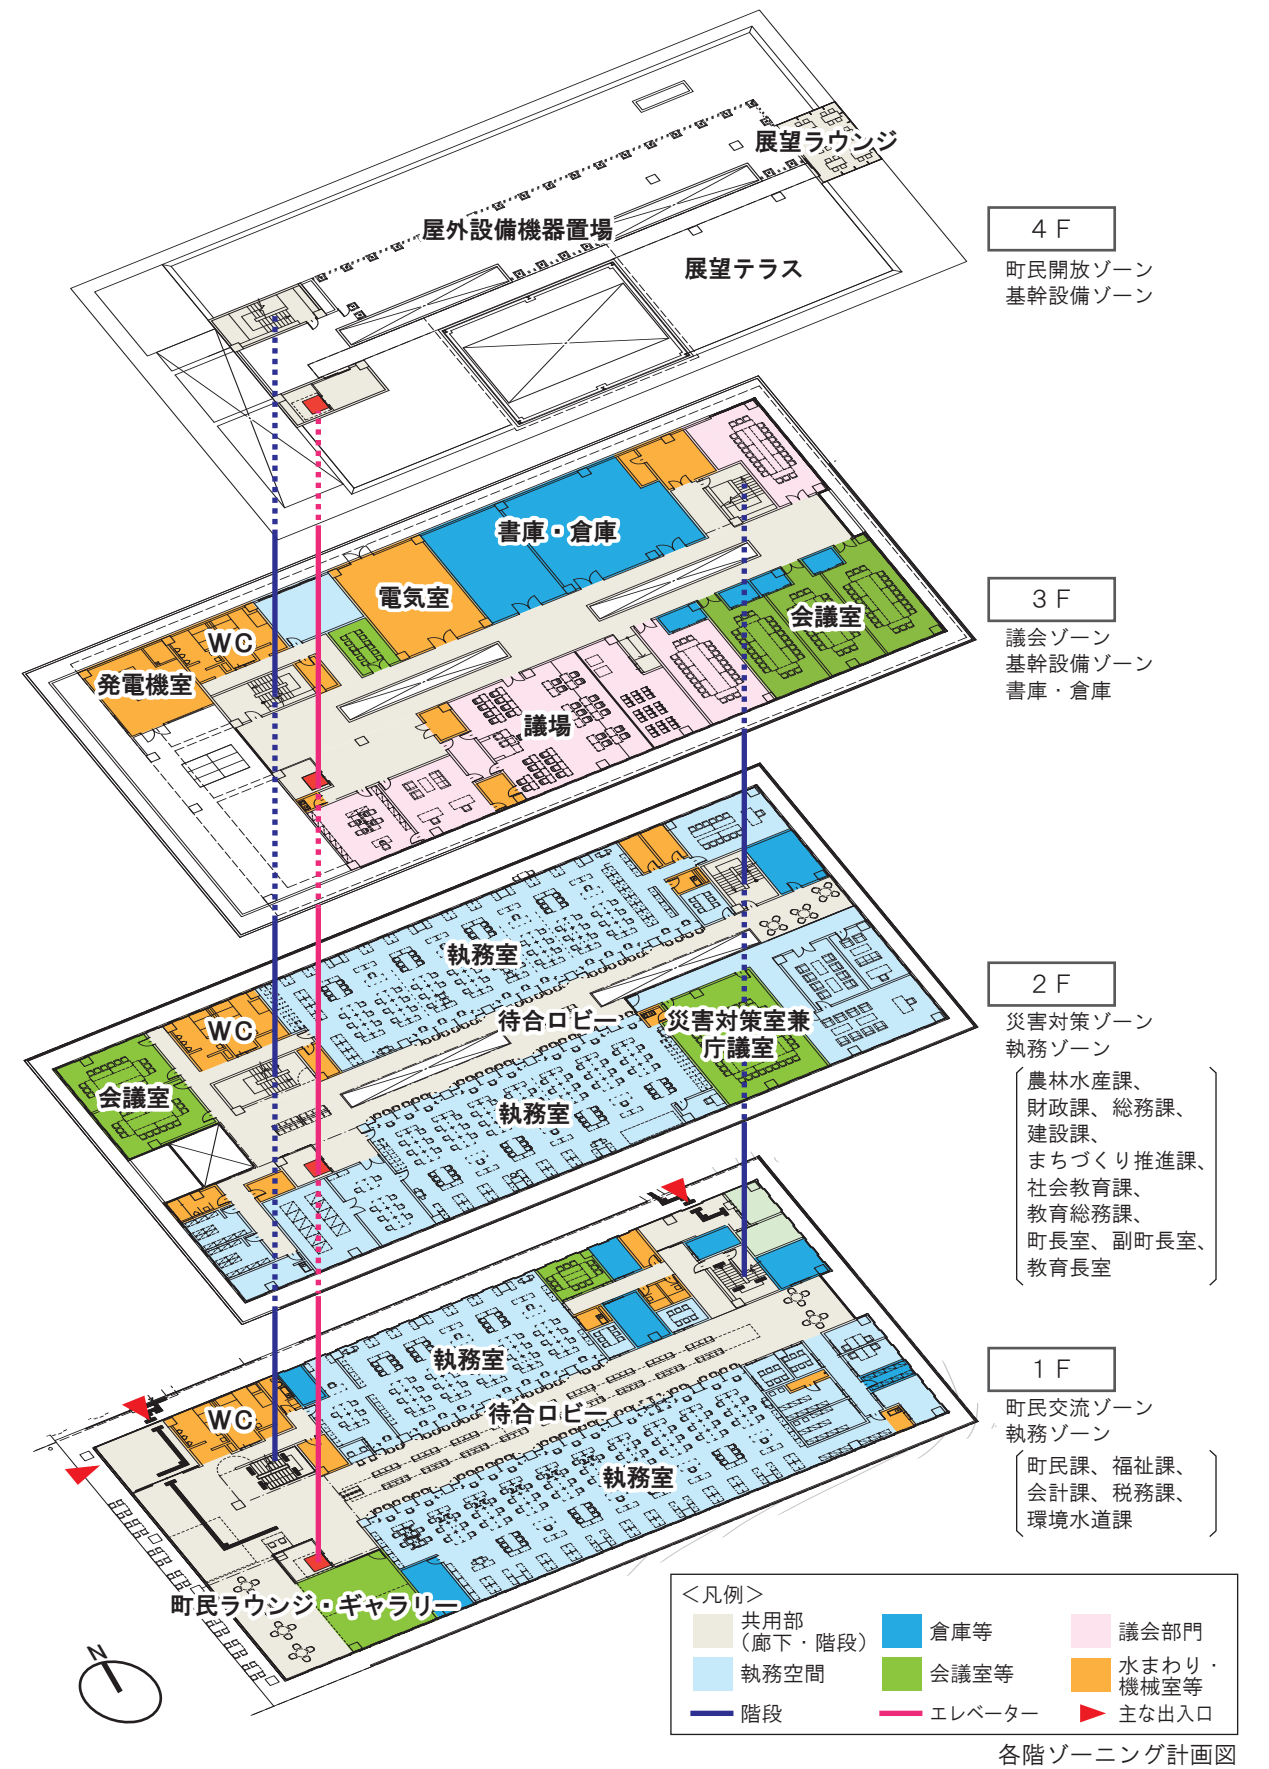 展望ラウンジ
屋外設備機器置場
展望テラス
4F
町民開放ゾーン
基幹設備ゾーン
書庫・倉庫
電気室
WC
会議室
発電機室
議場
3F
議会ゾーン
基幹設備ゾーン
書庫・倉庫
執務室
WC
待合ロビー
災害対策室兼
庁議室
会議室
執務室
2F
災害対策ゾーン
執務ゾーン
農林水産課、
財政課、総務課、
建設課、
まちづくり推進課、
社会教育課、
教育総務課、
町長室、副町長室、
教育長室
執務室
WC
待合ロビー
執務室
町民ラウンジ・ギャラリー
1F
町民交流ゾーン
執務ゾーン
町民課、福祉課、
会計課、税務課、
環境水道課
N
<凡例>
共用部
(廊下・階段)
倉庫等
議会部門
執務空間
会議室等
水まわり・
機械室等
階段
エレベーター
主な出入口
各階ゾーニング計画図